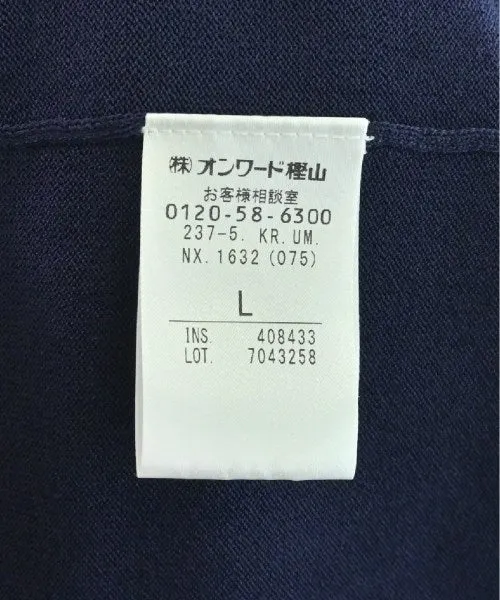 (株)オンワード樫山
お客様相談室
0120-58-6300
237-5. KR. UM.
NX. 1632 (075)
L
INS. 408433
LOT. 7043258